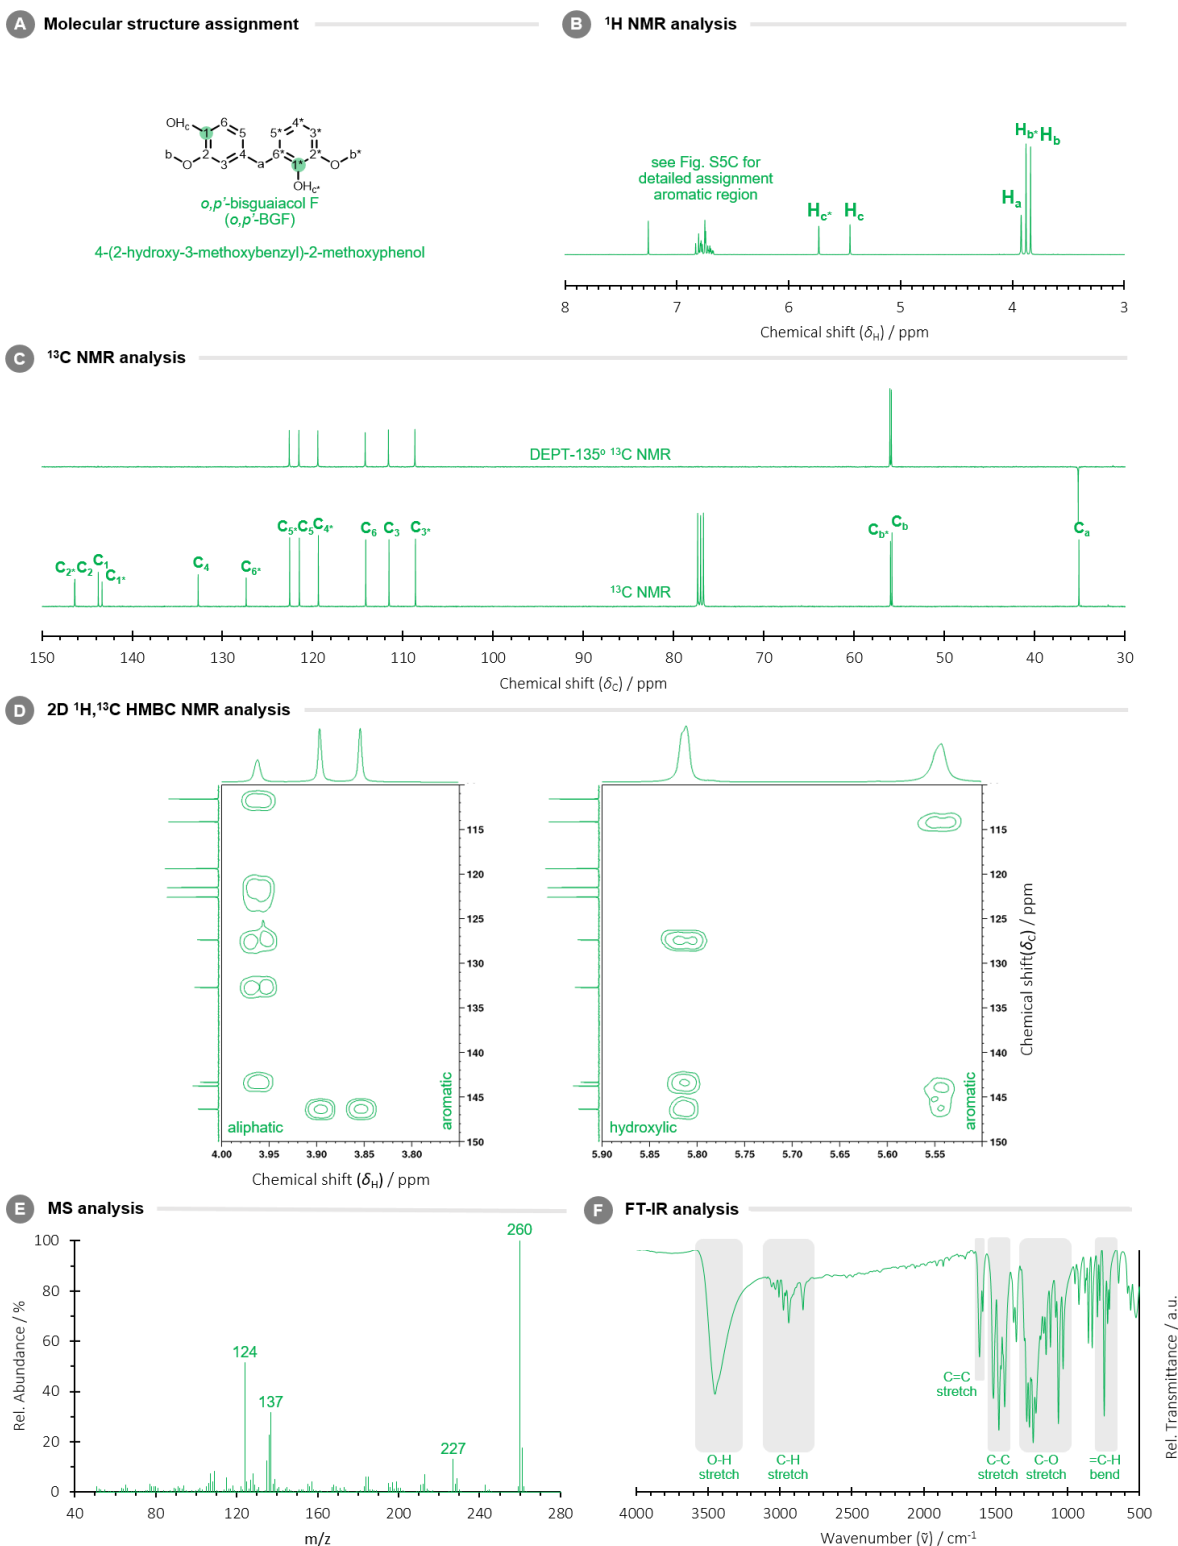 A Molecular structure assignment
B ¹H NMR analysis
OHc
1
6
5
2
3
4
b
O
a
5*
4*
3*
6*
2*
1*
O
b*
OHc*
o,p'-bisguaiacol F
(o,p'-BGF)
4-(2-hydroxy-3-methoxybenzyl)-2-methoxyphenol
see Fig. S5C for
detailed assignment
aromatic region
Hc* Hc
Ha
Hb* Hb
8 7 6 5 4 3
Chemical shift (δH) / ppm
C ¹³C NMR analysis
DEPT-135º ¹³C NMR
C2* C2 C1 C1* C4 C6* C5* C5 C4* C6 C3 C3* Cb* Cb Ca
¹³C NMR
150 140 130 120 110 100 90 80 70 60 50 40 30
Chemical shift (δC) / ppm
D 2D ¹H,¹³C HMBC NMR analysis
115
120
125
130
135
140
145
150
aliphatic
aromatic
4.00 3.95 3.90 3.85 3.80
Chemical shift (δH) / ppm
115
120
125
130
135
140
145
150
hydroxylic
aromatic
5.90 5.85 5.80 5.75 5.70 5.65 5.60 5.55
Chemical shift(δC) / ppm
E MS analysis
100
80
60
40
20
0
Rel. Abundance / %
260
124
137
227
40 80 120 160 200 240 280
m/z
F FT-IR analysis
O-H
stretch
C-H
stretch
C=C
stretch
C-C
stretch
C-O
stretch
=C-H
bend
4000 3500 3000 2500 2000 1500 1000 500
Wavenumber (ṽ) / cm⁻¹
Rel. Transmittance / a.u.